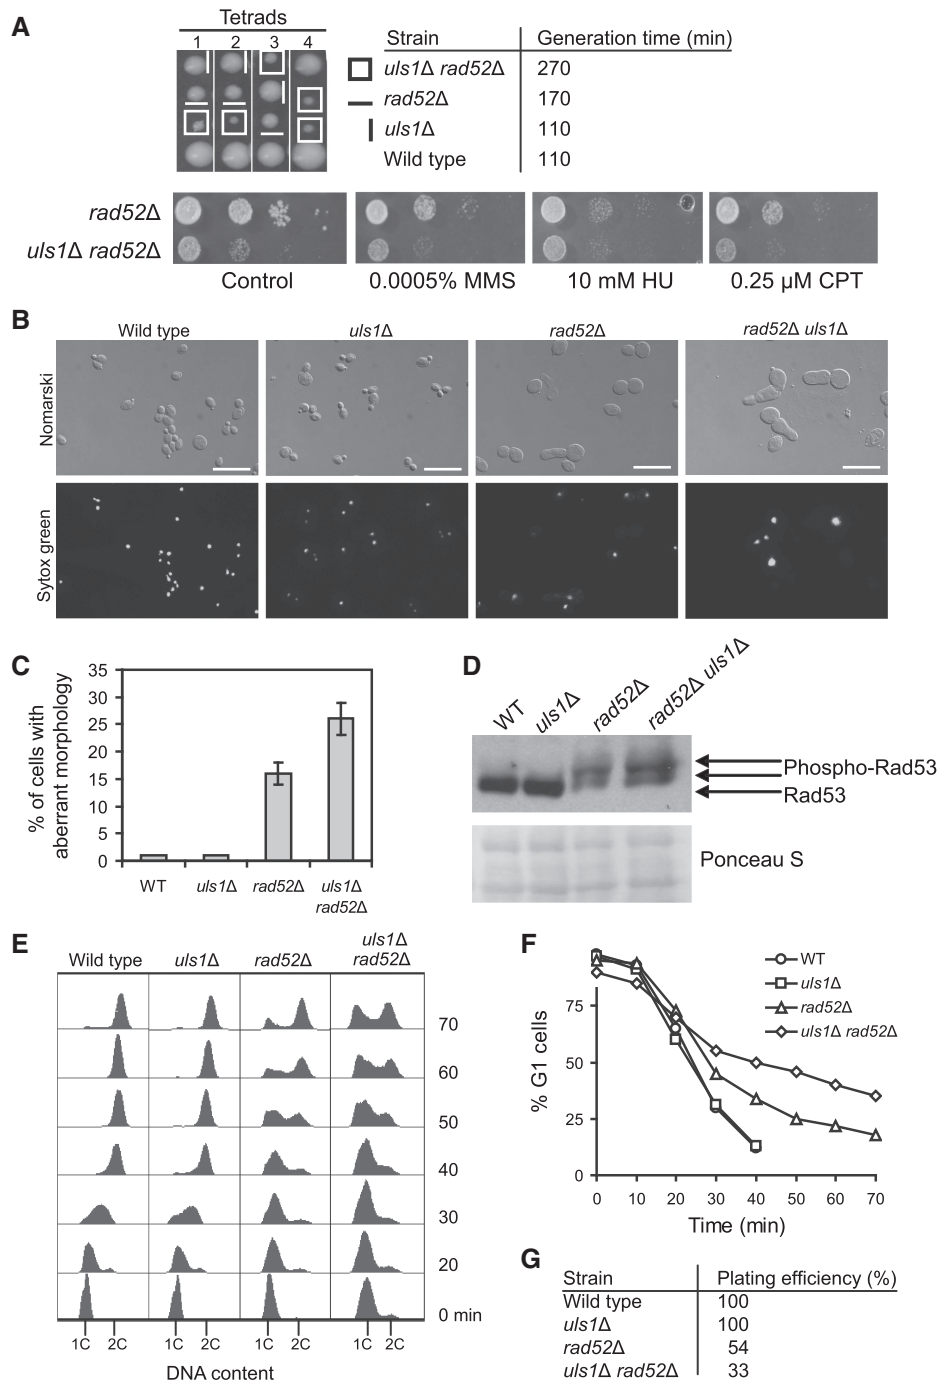 A
Tetrads
1 2 3 4
Strain Generation time (min)
uls1Δ rad52Δ 270
rad52Δ 170
uls1Δ 110
Wild type 110
rad52Δ
uls1Δ rad52Δ
Control 0.0005% MMS 10 mM HU 0.25 µM CPT
B
Wild type uls1Δ rad52Δ rad52Δ uls1Δ
Nomarski
Sytox green
C
% of cells with
aberrant morphology
35
30
25
20
15
10
5
0
WT uls1Δ rad52Δ uls1Δ
rad52Δ
D
WT uls1Δ rad52Δ rad52Δ uls1Δ
Phospho-Rad53
Rad53
Ponceau S
E
Wild type uls1Δ rad52Δ uls1Δ
rad52Δ
70
60
50
40
30
20
0 min
1C 2C 1C 2C 1C 2C 1C 2C
DNA content
F
% G1 cells
75
50
25
0
0 10 20 30 40 50 60 70
Time (min)
WT
uls1Δ
rad52Δ
uls1Δ rad52Δ
G
Strain Plating efficiency (%)
Wild type 100
uls1Δ 100
rad52Δ 54
uls1Δ rad52Δ 33